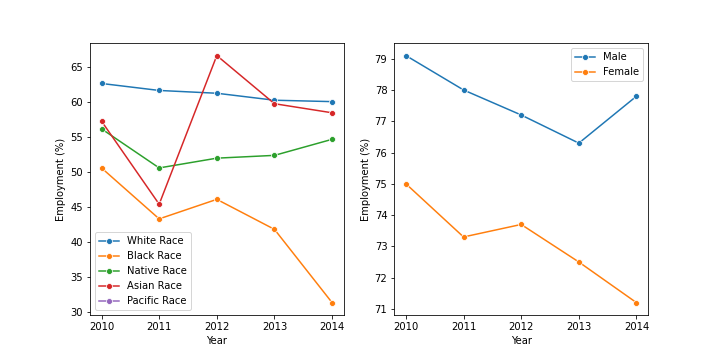 65
60
55
50
45
40
35
30
Employment (%)
White Race
Black Race
Native Race
Asian Race
Pacific Race
2010 2011 2012 2013 2014
Year
79
78
77
76
75
74
73
72
71
Employment (%)
Male
Female
2010 2011 2012 2013 2014
Year